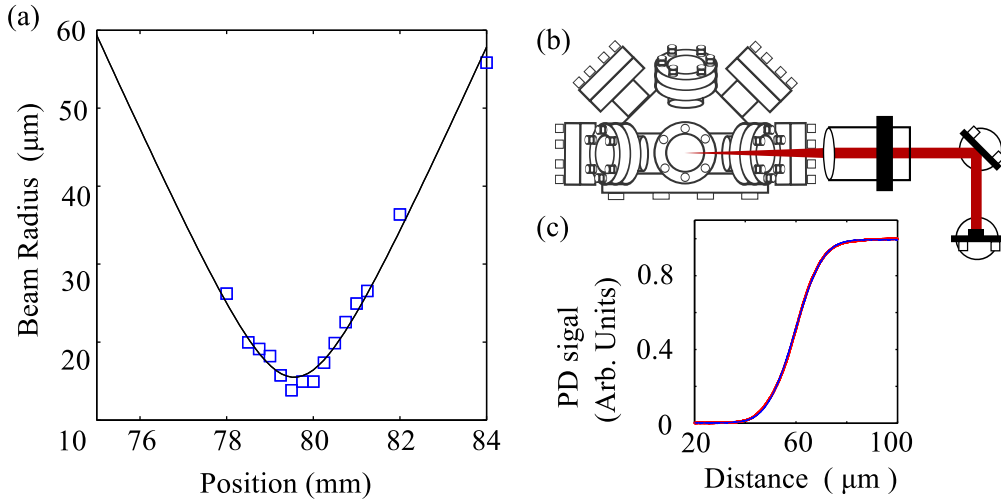 (a)
60
50
40
30
20
10
Beam Radius (μm)
76
78
80
82
84
Position (mm)
(b)
(c)
0.8
0.4
0
PD sigal
(Arb. Units)
20
60
100
Distance ( μm)